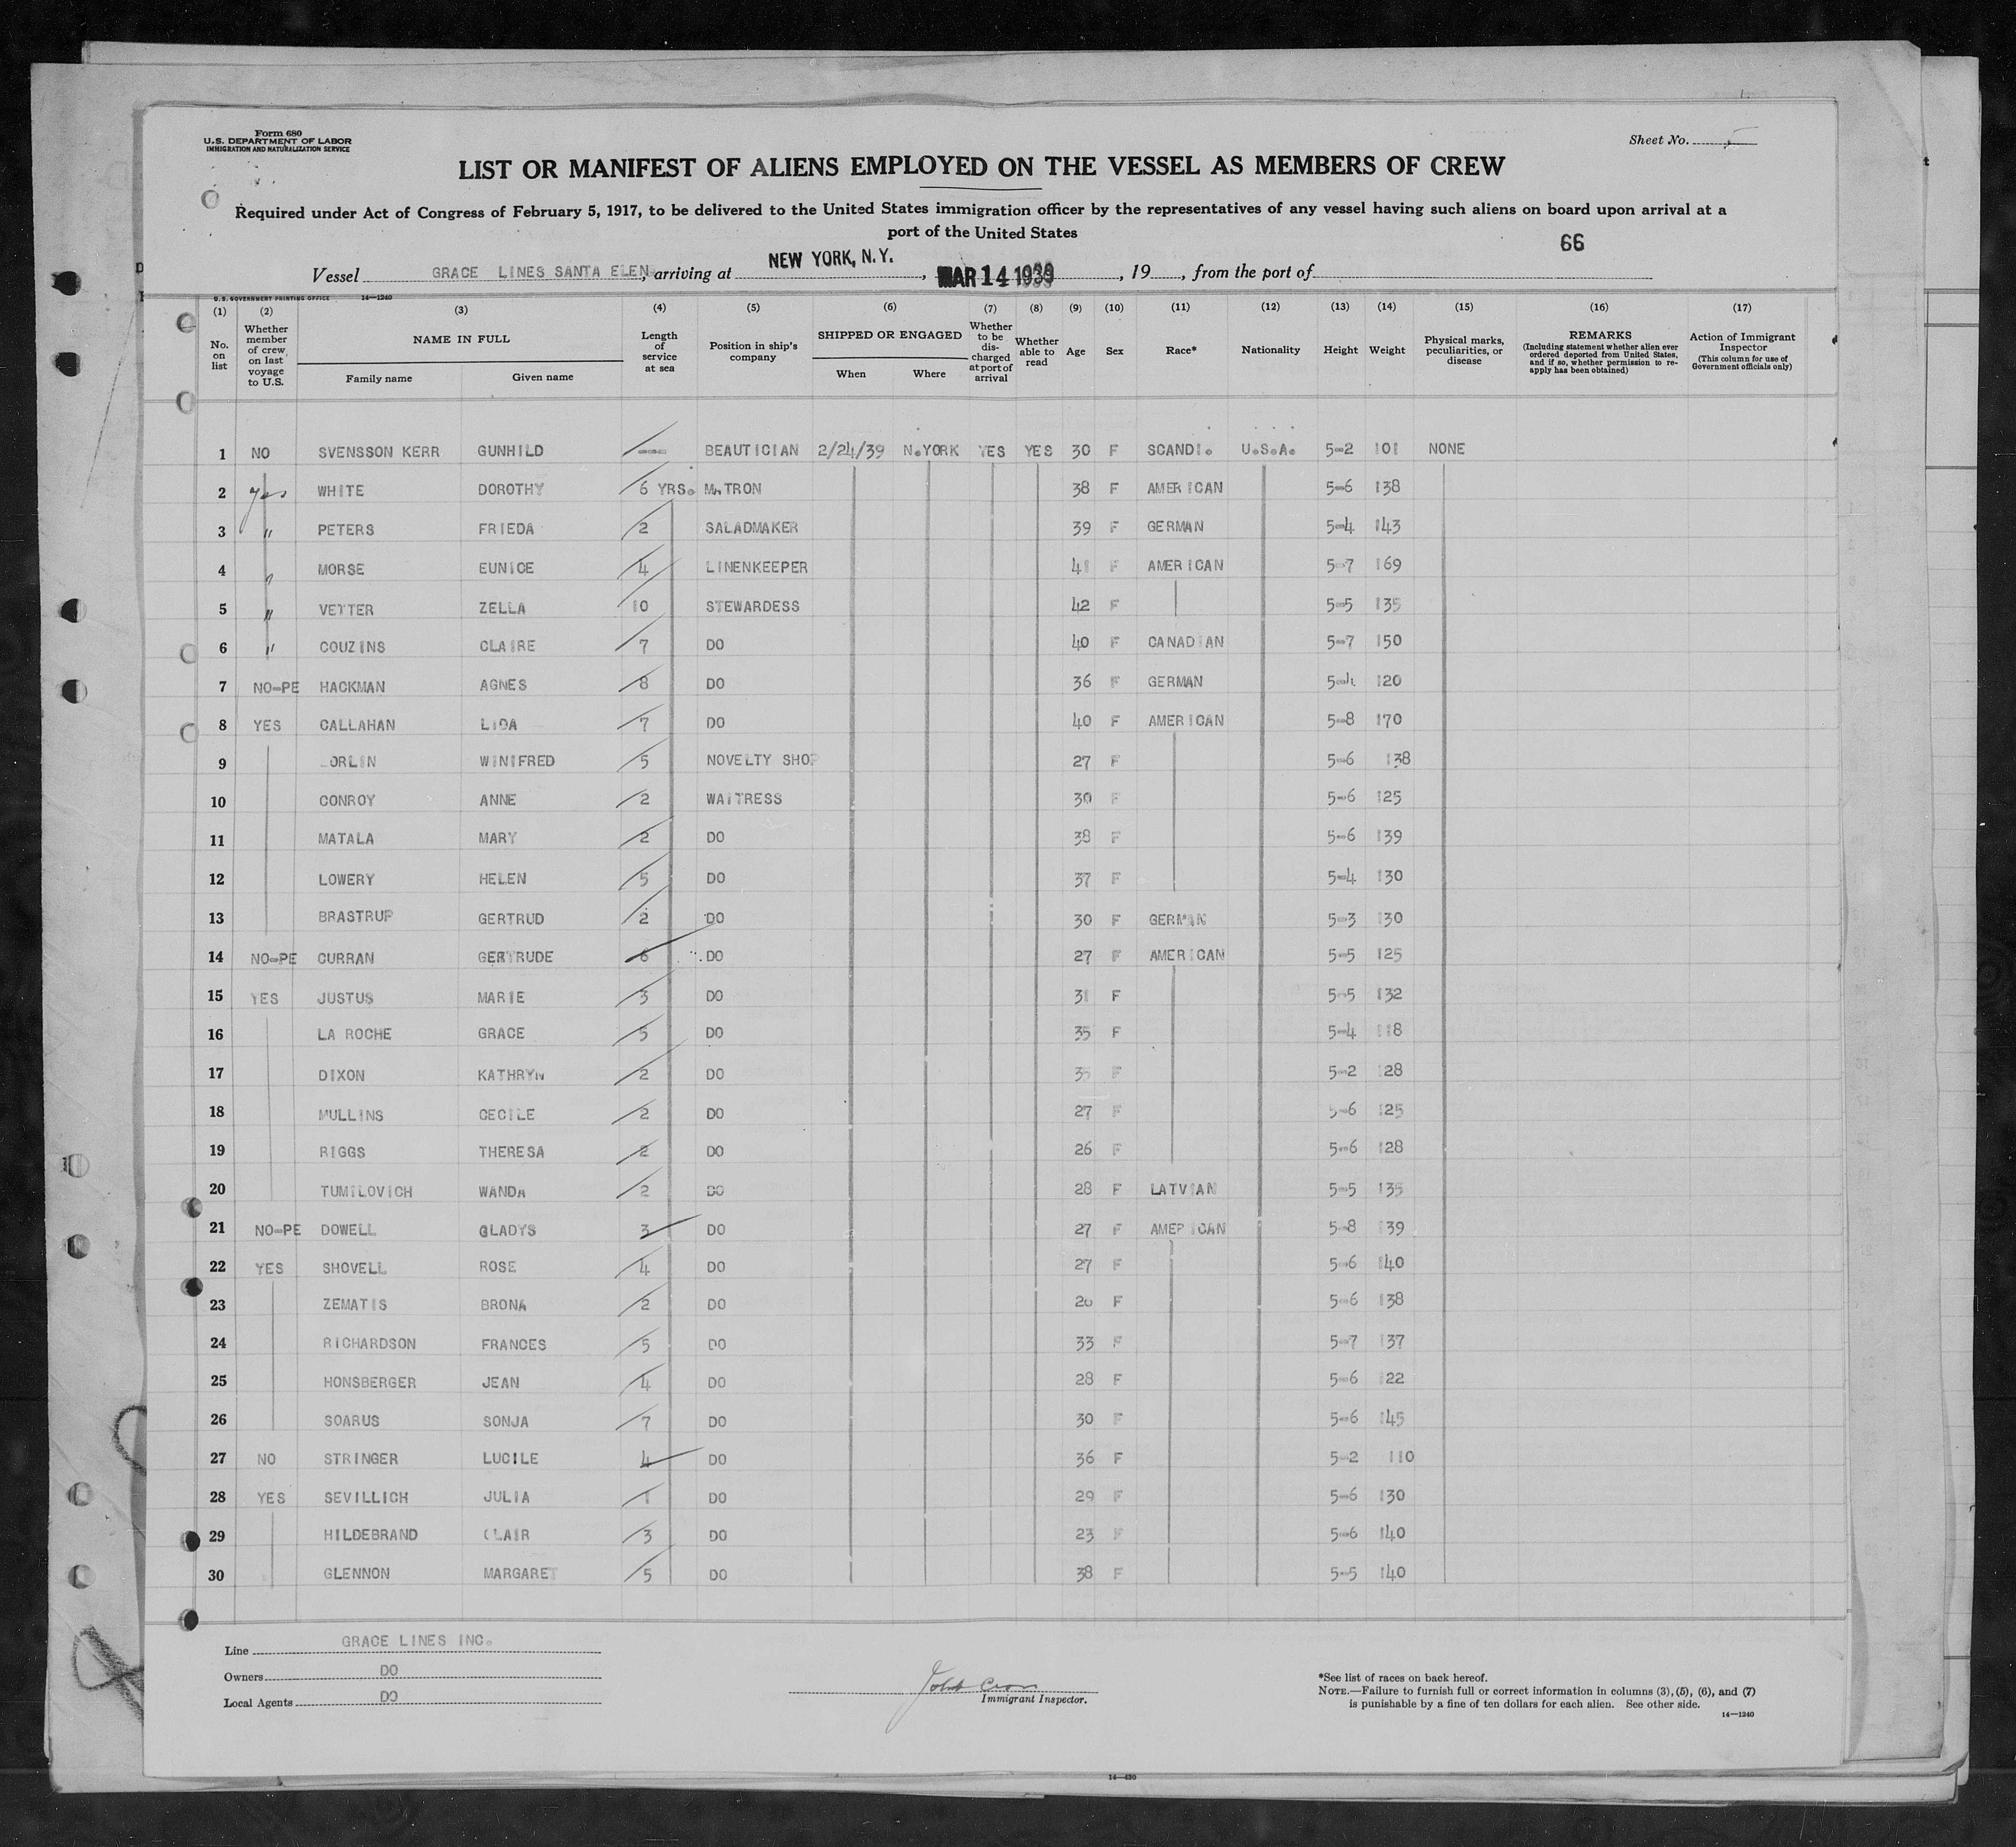 Form 680
U.S. DEPARTMENT OF LABOR
IMMIGRATION AND NATURALIZATION SERVICE
Sheet No. 5
LIST OR MANIFEST OF ALIENS EMPLOYED ON THE VESSEL AS MEMBERS OF CREW
Required under Act of Congress of February 5, 1917, to be delivered to the United States immigration officer by the representatives of any vessel having such aliens on board upon arrival at a
port of the United States
66
Vessel GRACE LINES SANTA ELEN, arriving at NEW YORK, N.Y., MAR 14 1939, 19, from the port of
U.S. GOVERNMENT PRINTING OFFICE 14—1240
(1) (2) (3) (4) (5) (6) (7) (8) (9) (10) (11) (12) (13) (14) (15) (16) (17)
No. on list
Whether member of crew on last voyage to U.S.
NAME IN FULL
Family name Given name
Length of service at sea
Position in ship's company
SHIPPED OR ENGAGED
When Where
Whether to be discharged at port of arrival
Whether able to read
Age
Sex
Race*
Nationality
Height
Weight
Physical marks, peculiarities, or disease
REMARKS
(Including statement whether alien ever ordered deported from United States, and if so, whether permission to re-apply has been obtained)
Action of Immigrant Inspector
(This column for use of Government officials only)
1 NO SVENSSON KERR GUNHILD --- BEAUTICIAN 2/24/39 N.YORK YES YES 30 F SCANDI. U.S.A. 5-2 101 NONE
2 yes WHITE DOROTHY 6 YRS. MATRON 38 F AMERICAN 5-6 138
3 " PETERS FRIEDA 2 SALADMAKER 39 F GERMAN 5-4 143
4 " MORSE EUNICE 4 LINENKEEPER 41 F AMERICAN 5-7 169
5 " VETTER ZELLA 10 STEWARDESS 42 F 5-5 135
6 " COUZINS CLAIRE 7 DO 40 F CANADIAN 5-7 150
7 NO-PE HACKMAN AGNES 8 DO 36 F GERMAN 5-4 120
8 YES CALLAHAN LIDA 7 DO 40 F AMERICAN 5-8 170
9 WINIFRED 5 NOVELTY SHOP 27 F 5-6 138
10 CONROY ANNE 2 WAITRESS 30 F 5-6 125
11 MATALA MARY 2 DO 38 F 5-6 139
12 LOWERY HELEN 5 DO 37 F 5-4 130
13 BRASTRUP GERTRUD 2 DO 30 F GERMAN 5-3 130
14 NO-PE CURRAN GERTRUDE 6 DO 27 F AMERICAN 5-5 125
15 YES JUSTUS MARIE 3 DO 31 F 5-5 132
16 LA ROCHE GRACE 5 DO 35 F 5-4 118
17 DIXON KATHRYN 2 DO 35 F 5-2 128
18 MULLINS CECILE 2 DO 27 F 5-6 125
19 RIGGS THERESA 2 DO 26 F 5-6 128
20 TUMILOVICH WANDA 2 DO 28 F LATVIAN 5-5 135
21 NO-PE DOWELL GLADYS 3 DO 27 F AMERICAN 5-8 139
22 YES SHOVELL ROSE 4 DO 27 F 5-6 140
23 ZEMATIS BRONA 2 DO F 5-6 138
24 RICHARDSON FRANCES 5 DO 33 F 5-7 137
25 HONSBERGER JEAN 4 DO 28 F 5-6 122
26 SOARUS SONJA 7 DO 30 F 5-6 145
27 NO STRINGER LUCILE 4 DO 36 F 5-2 110
28 YES SEVILLICH JULIA 1 DO 29 F 5-6 130
29 HILDEBRAND CLAIR 3 DO 23 F 5-6 140
30 GLENNON MARGARET 5 DO 38 F 5-5 140
Line GRACE LINES INC.
Owners DO
Local Agents DO
Immigrant Inspector.
*See list of races on back hereof.
NOTE.—Failure to furnish full or correct information in columns (3), (5), (6), and (7)
is punishable by a fine of ten dollars for each alien. See other side.
14—1240
14—430